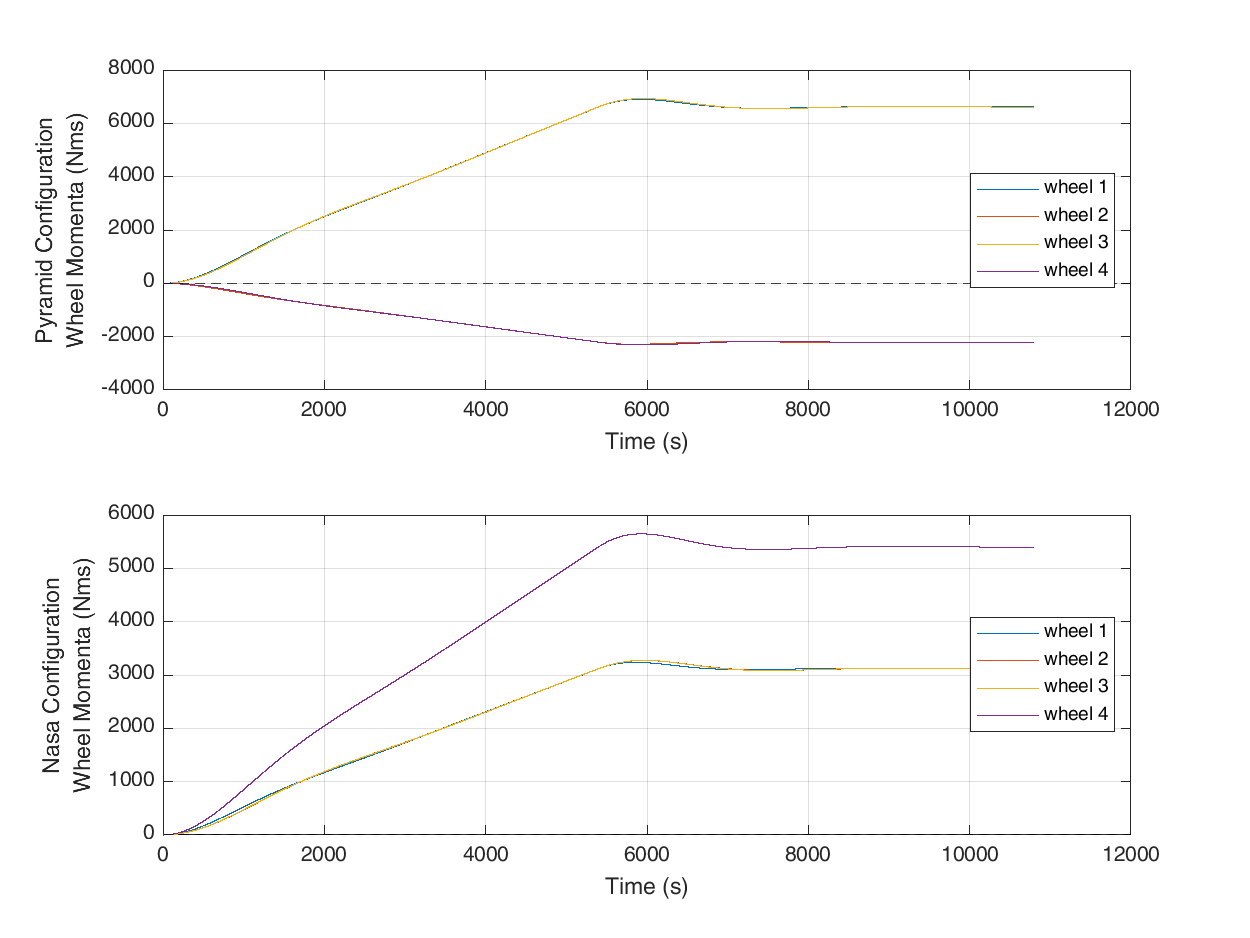 8000
6000
4000
2000
0
-2000
-4000
Pyramid Configuration
Wheel Momenta (Nms)
wheel 1
wheel 2
wheel 3
wheel 4
0 2000 4000 6000 8000 10000 12000
Time (s)
6000
5000
4000
3000
2000
1000
0
Nasa Configuration
Wheel Momenta (Nms)
wheel 1
wheel 2
wheel 3
wheel 4
0 2000 4000 6000 8000 10000 12000
Time (s)